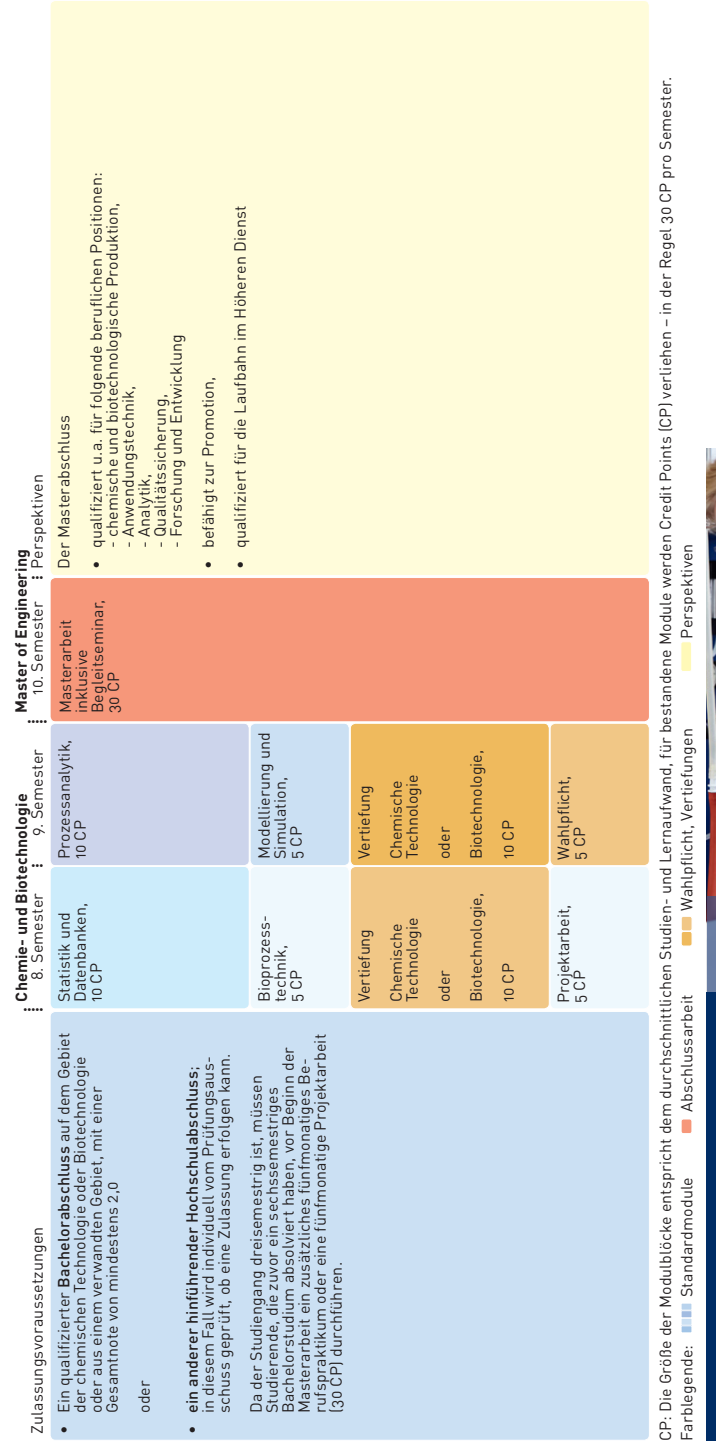 Zulassungsvoraussetzungen
• Ein qualifizierter Bachelorabschluss auf dem Gebiet
der chemischen Technologie oder Biotechnologie
oder aus einem verwandten Gebiet, mit einer
Gesamtnote von mindestens 2,0
oder
• ein anderer hinführender Hochschulabschluss;
in diesem Fall wird individuell vom Prüfungsaus-
schuss geprüft, ob eine Zulassung erfolgen kann.
Da der Studiengang dreisemestrig ist, müssen
Studierende, die zuvor ein sechssemestriges
Bachelorstudium absolviert haben, vor Beginn der
Masterarbeit ein zusätzliches fünfmonatiges Be-
rufspraktikum oder eine fünfmonatige Projektarbeit
(30 CP) durchführen.
Chemie- und Biotechnologie
8. Semester
Statistik und
Datenbanken,
10 CP
Bioprozess-
technik,
5 CP
Vertiefung
Chemische
Technologie
oder
Biotechnologie,
10 CP
Projektarbeit,
5 CP
9. Semester
Prozessanalytik,
10 CP
Modellierung und
Simulation,
5 CP
Vertiefung
Chemische
Technologie
oder
Biotechnologie,
10 CP
Wahlpflicht,
5 CP
Master of Engineering
10. Semester
Masterarbeit
inklusive
Begleitseminar,
30 CP
Perspektiven
Der Masterabschluss
• qualifiziert u.a. für folgende beruflichen Positionen:
- chemische und biotechnologische Produktion,
- Anwendungstechnik,
- Analytik,
- Qualitätssicherung,
- Forschung und Entwicklung
• befähigt zur Promotion,
• qualifiziert für die Laufbahn im Höheren Dienst
CP: Die Größe der Modulblöcke entspricht dem durchschnittlichen Studien- und Lernaufwand, für bestandene Module werden Credit Points (CP) verliehen – in der Regel 30 CP pro Semester.
Farblegende: Standardmodule Abschlussarbeit Wahlpflicht, Vertiefungen Perspektiven